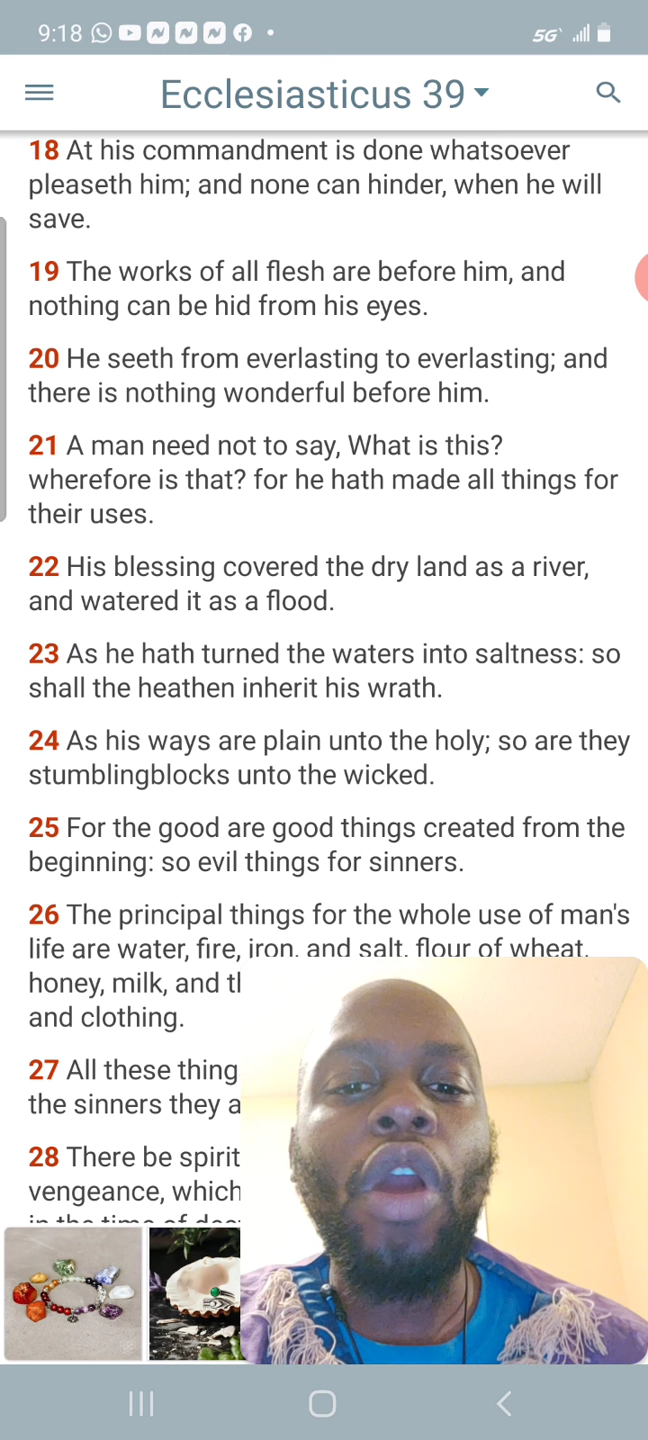 9:18
5G
Ecclesiasticus 39
18 At his commandment is done whatsoever
pleaseth him; and none can hinder, when he will
save.
19 The works of all flesh are before him, and
nothing can be hid from his eyes.
20 He seeth from everlasting to everlasting; and
there is nothing wonderful before him.
21 A man need not to say, What is this?
wherefore is that? for he hath made all things for
their uses.
22 His blessing covered the dry land as a river,
and watered it as a flood.
23 As he hath turned the waters into saltness: so
shall the heathen inherit his wrath.
24 As his ways are plain unto the holy; so are they
stumblingblocks unto the wicked.
25 For the good are good things created from the
beginning: so evil things for sinners.
26 The principal things for the whole use of man's
life are water, fire, iron, and salt, flour of wheat,
honey, milk, and
and clothing.
27 All these thing
the sinners they
28 There be spirit
vengeance, which
in the time of